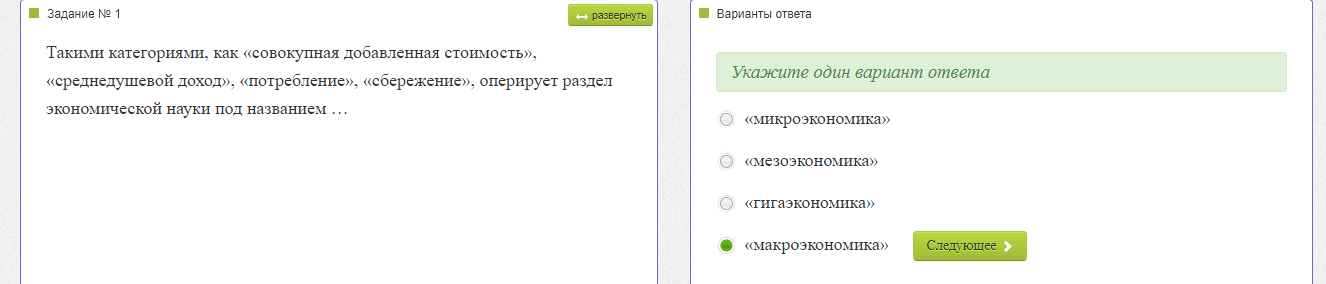 Задание № 1
развернуть
Такими категориями, как «совокупная добавленная стоимость»,
«среднедушевой доход», «потребление», «сбережение», оперирует раздел
экономической науки под названием …
Варианты ответа
Укажите один вариант ответа
«микроэкономика»
«мезоэкономика»
«гигаэкономика»
«макроэкономика»
Следующее